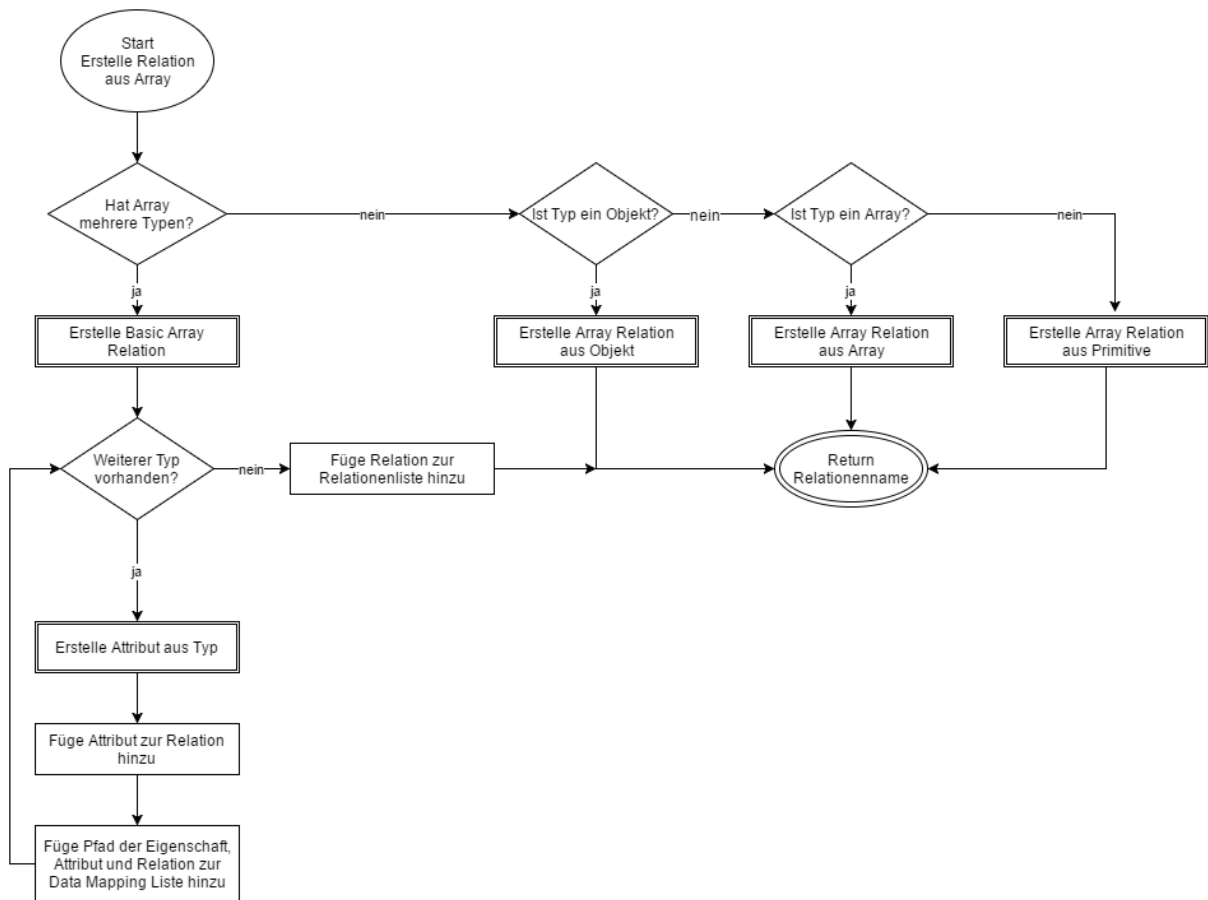 Start
Erstelle Relation
aus Array
Hat Array
mehrere Typen?
nein
Ist Typ ein Objekt?
nein
Ist Typ ein Array?
nein
ja
ja
ja
Erstelle Basic Array
Relation
Erstelle Array Relation
aus Objekt
Erstelle Array Relation
aus Array
Erstelle Array Relation
aus Primitive
Weiterer Typ
vorhanden?
nein
Füge Relation zur
Relationenliste hinzu
Return
Relationenname
ja
Erstelle Attribut aus Typ
Füge Attribut zur Relation
hinzu
Füge Pfad der Eigenschaft,
Attribut und Relation zur
Data Mapping Liste hinzu